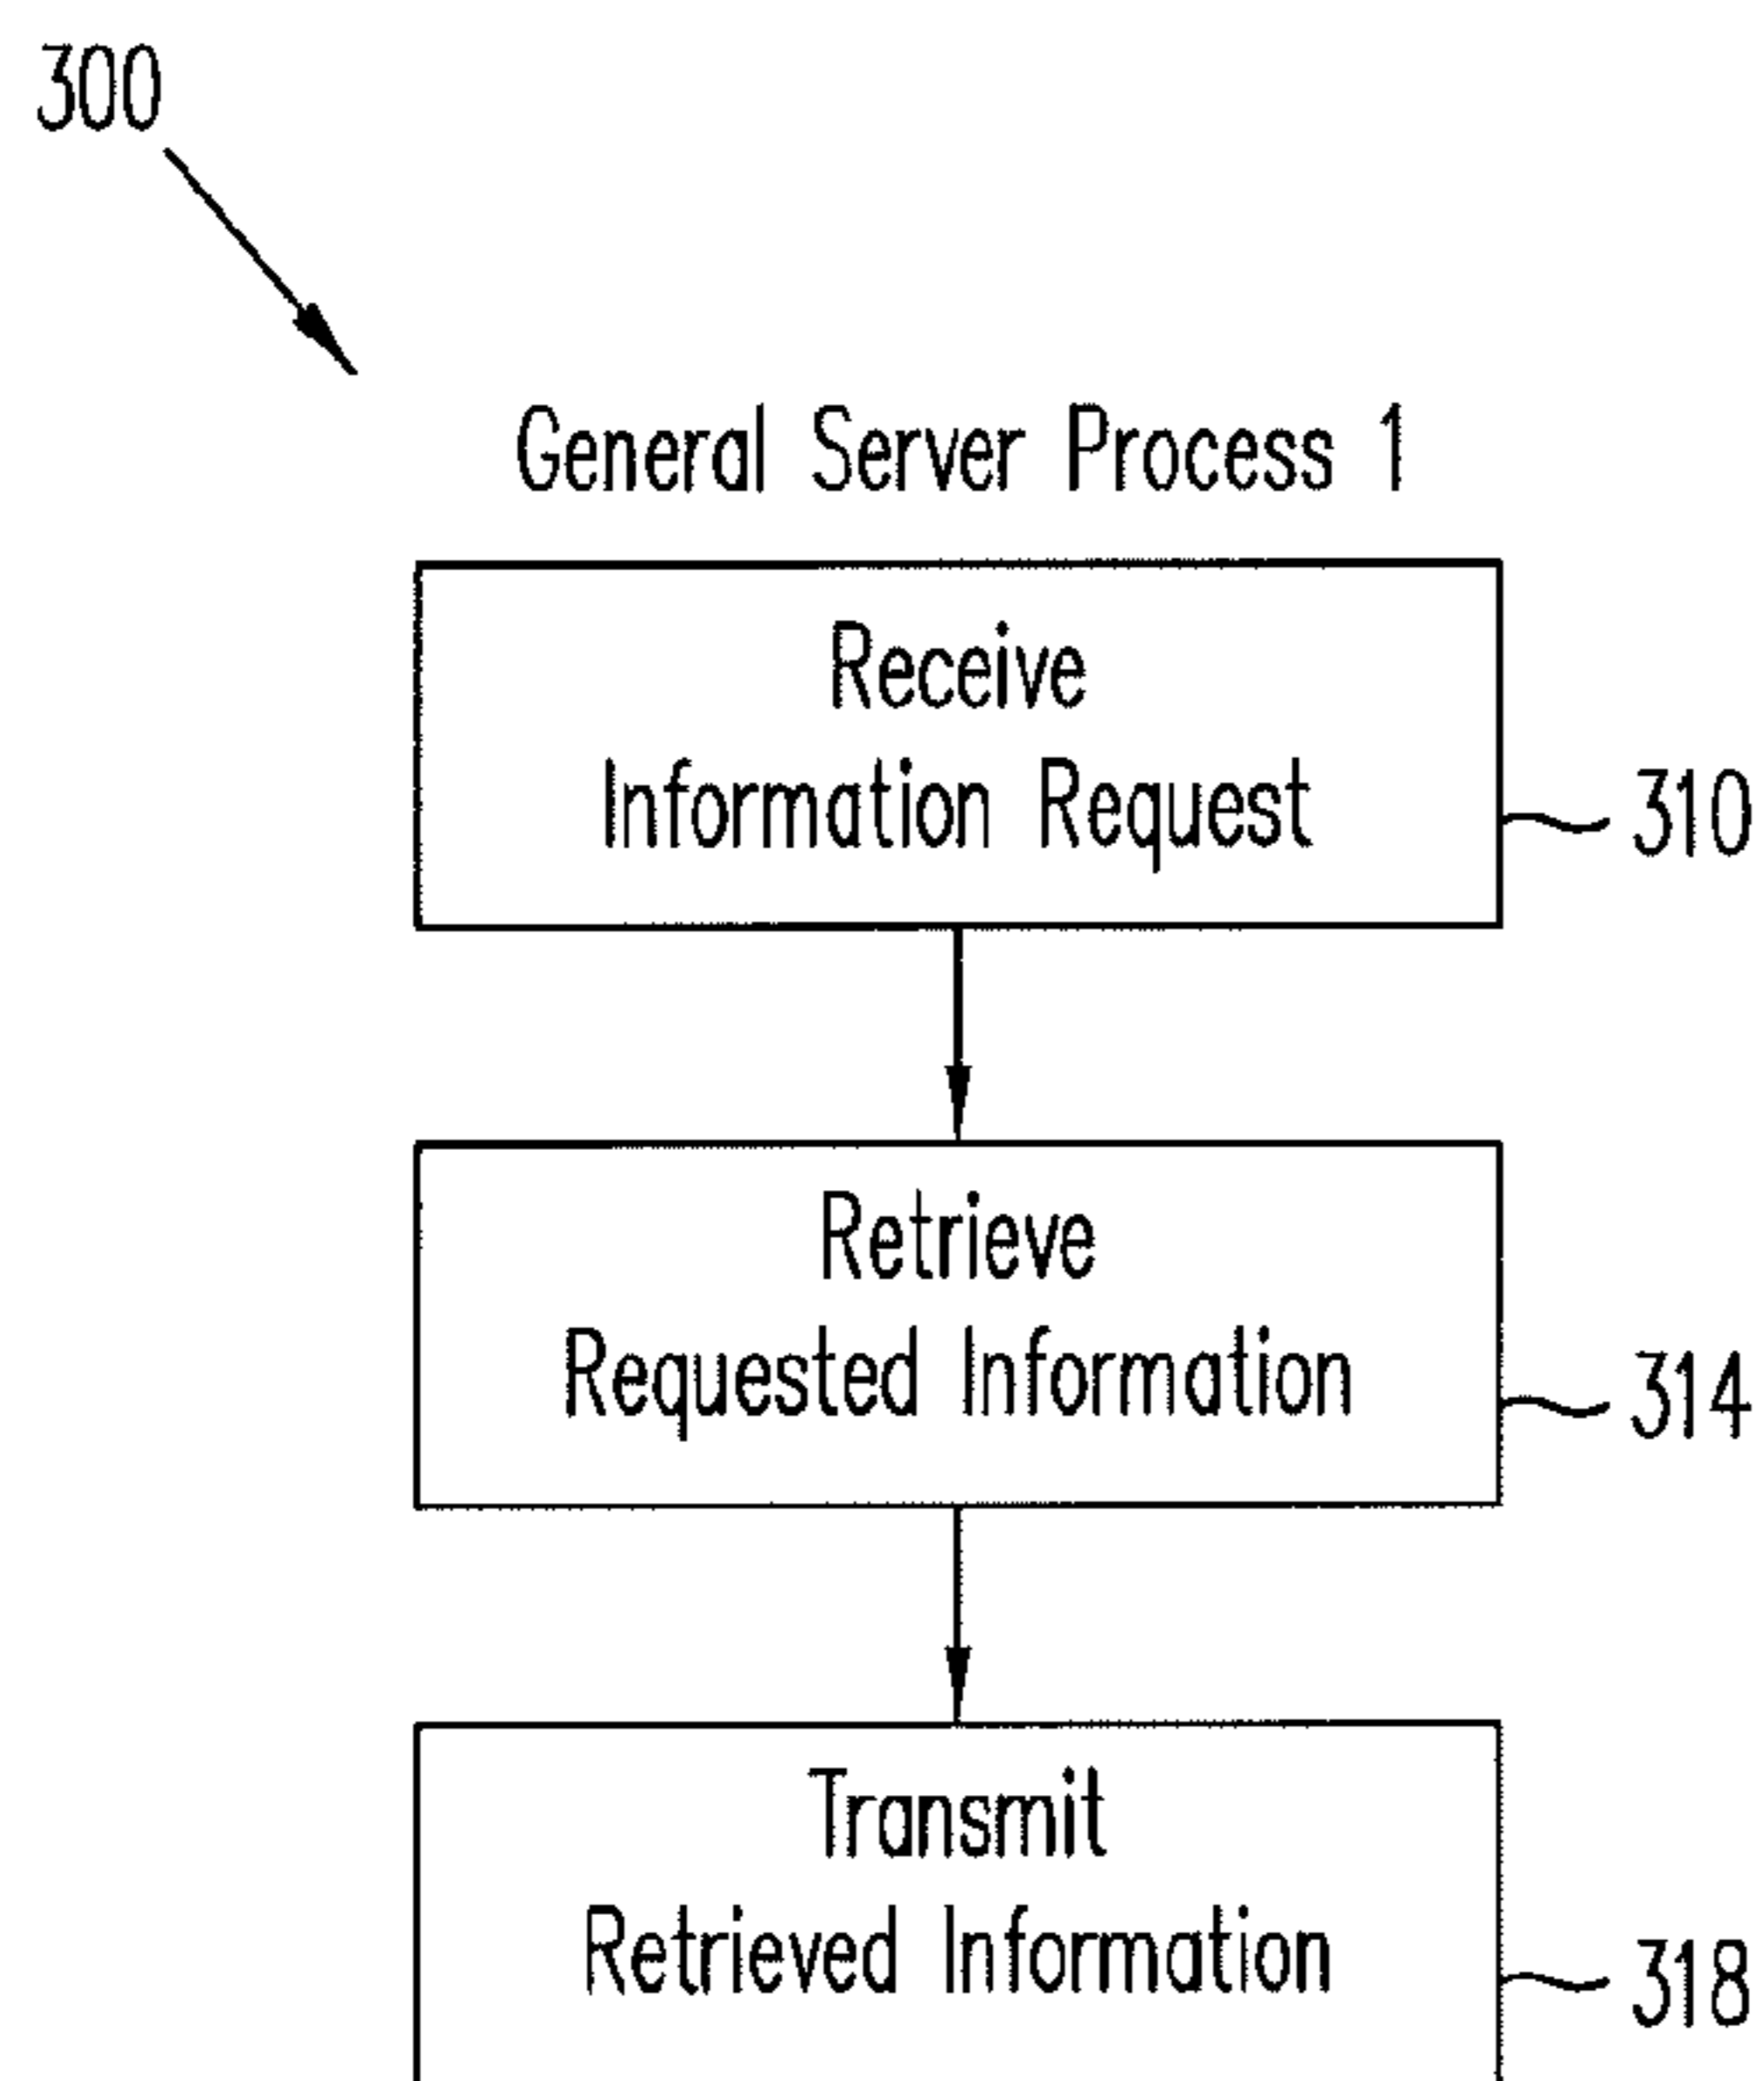 300
General Server Process 1
Receive
Information Request
310
Retrieve
Requested Information
314
Transmit
Retrieved Information
318